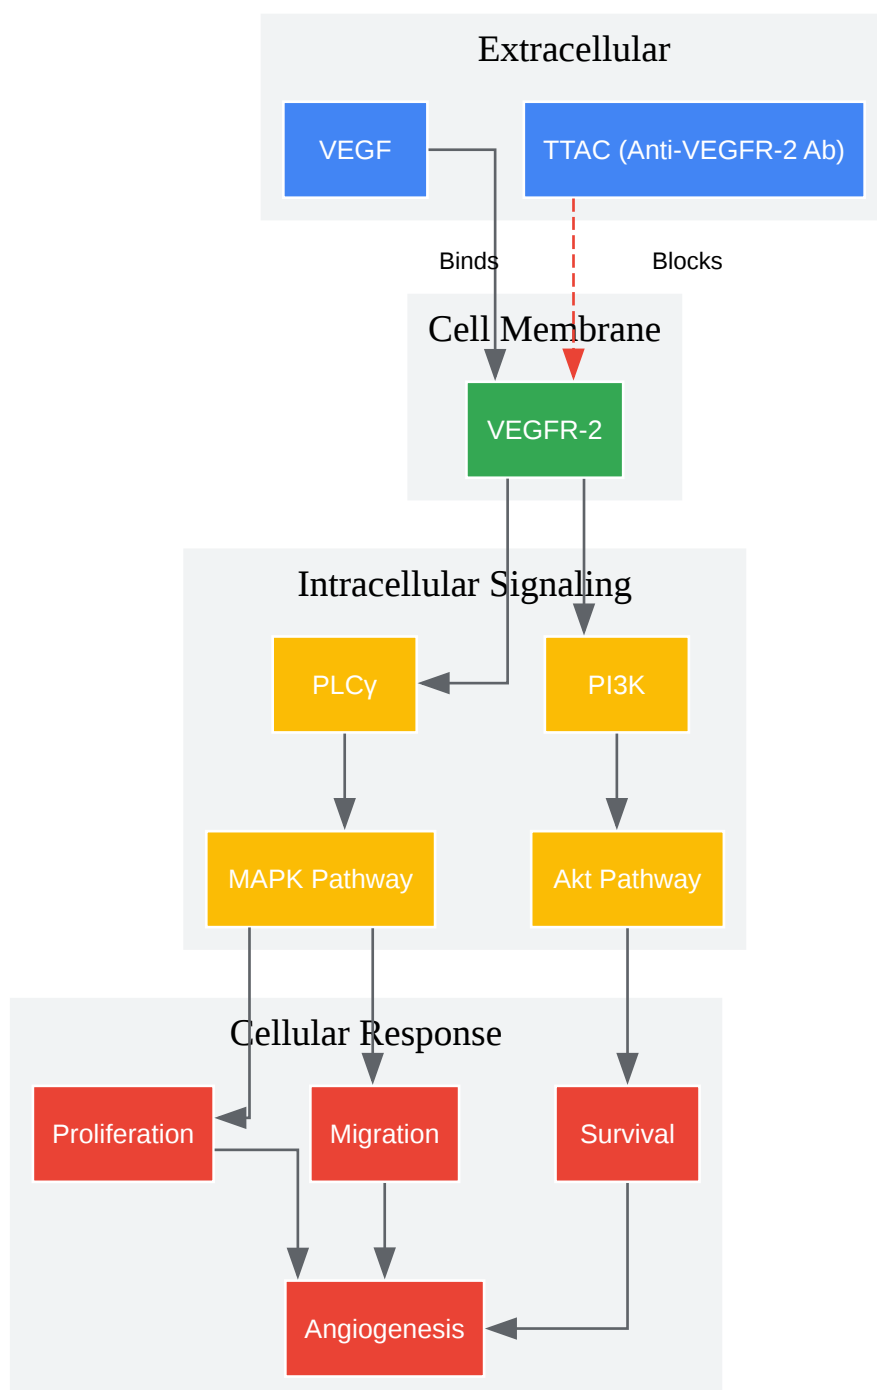 Extracellular
VEGF
TTAC (Anti-VEGFR-2 Ab)
Binds
Blocks
Cell Membrane
VEGFR-2
Intracellular Signaling
PLCγ
PI3K
MAPK Pathway
Akt Pathway
Cellular Response
Proliferation
Migration
Survival
Angiogenesis